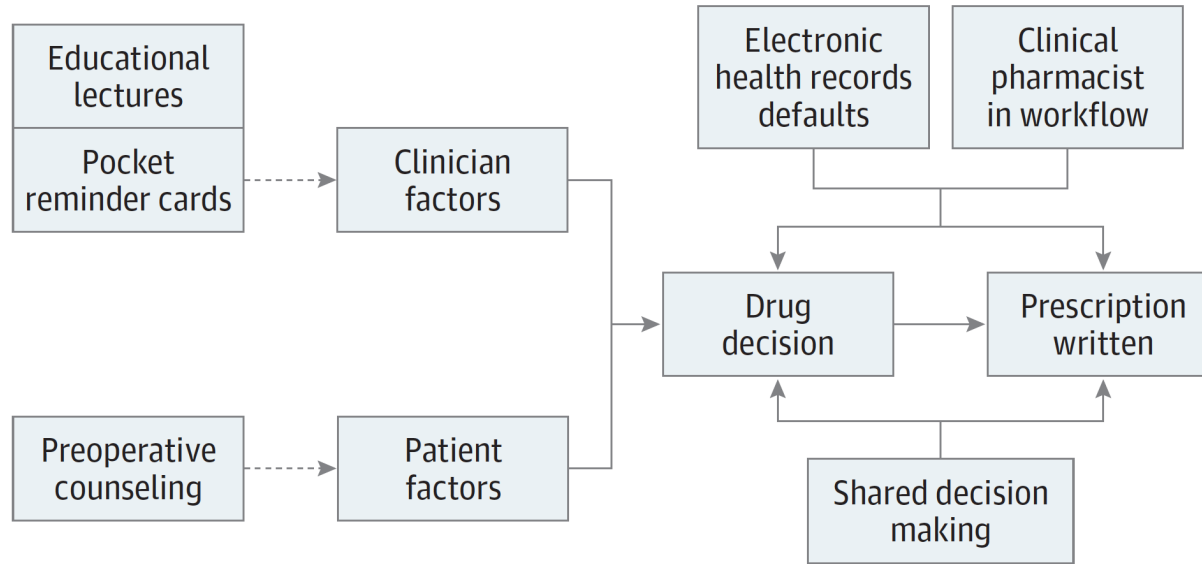 Educational
lectures
Pocket
reminder cards
Clinician
factors
Electronic
health records
defaults
Clinical
pharmacist
in workflow
Drug
decision
Prescription
written
Preoperative
counseling
Patient
factors
Shared decision
making